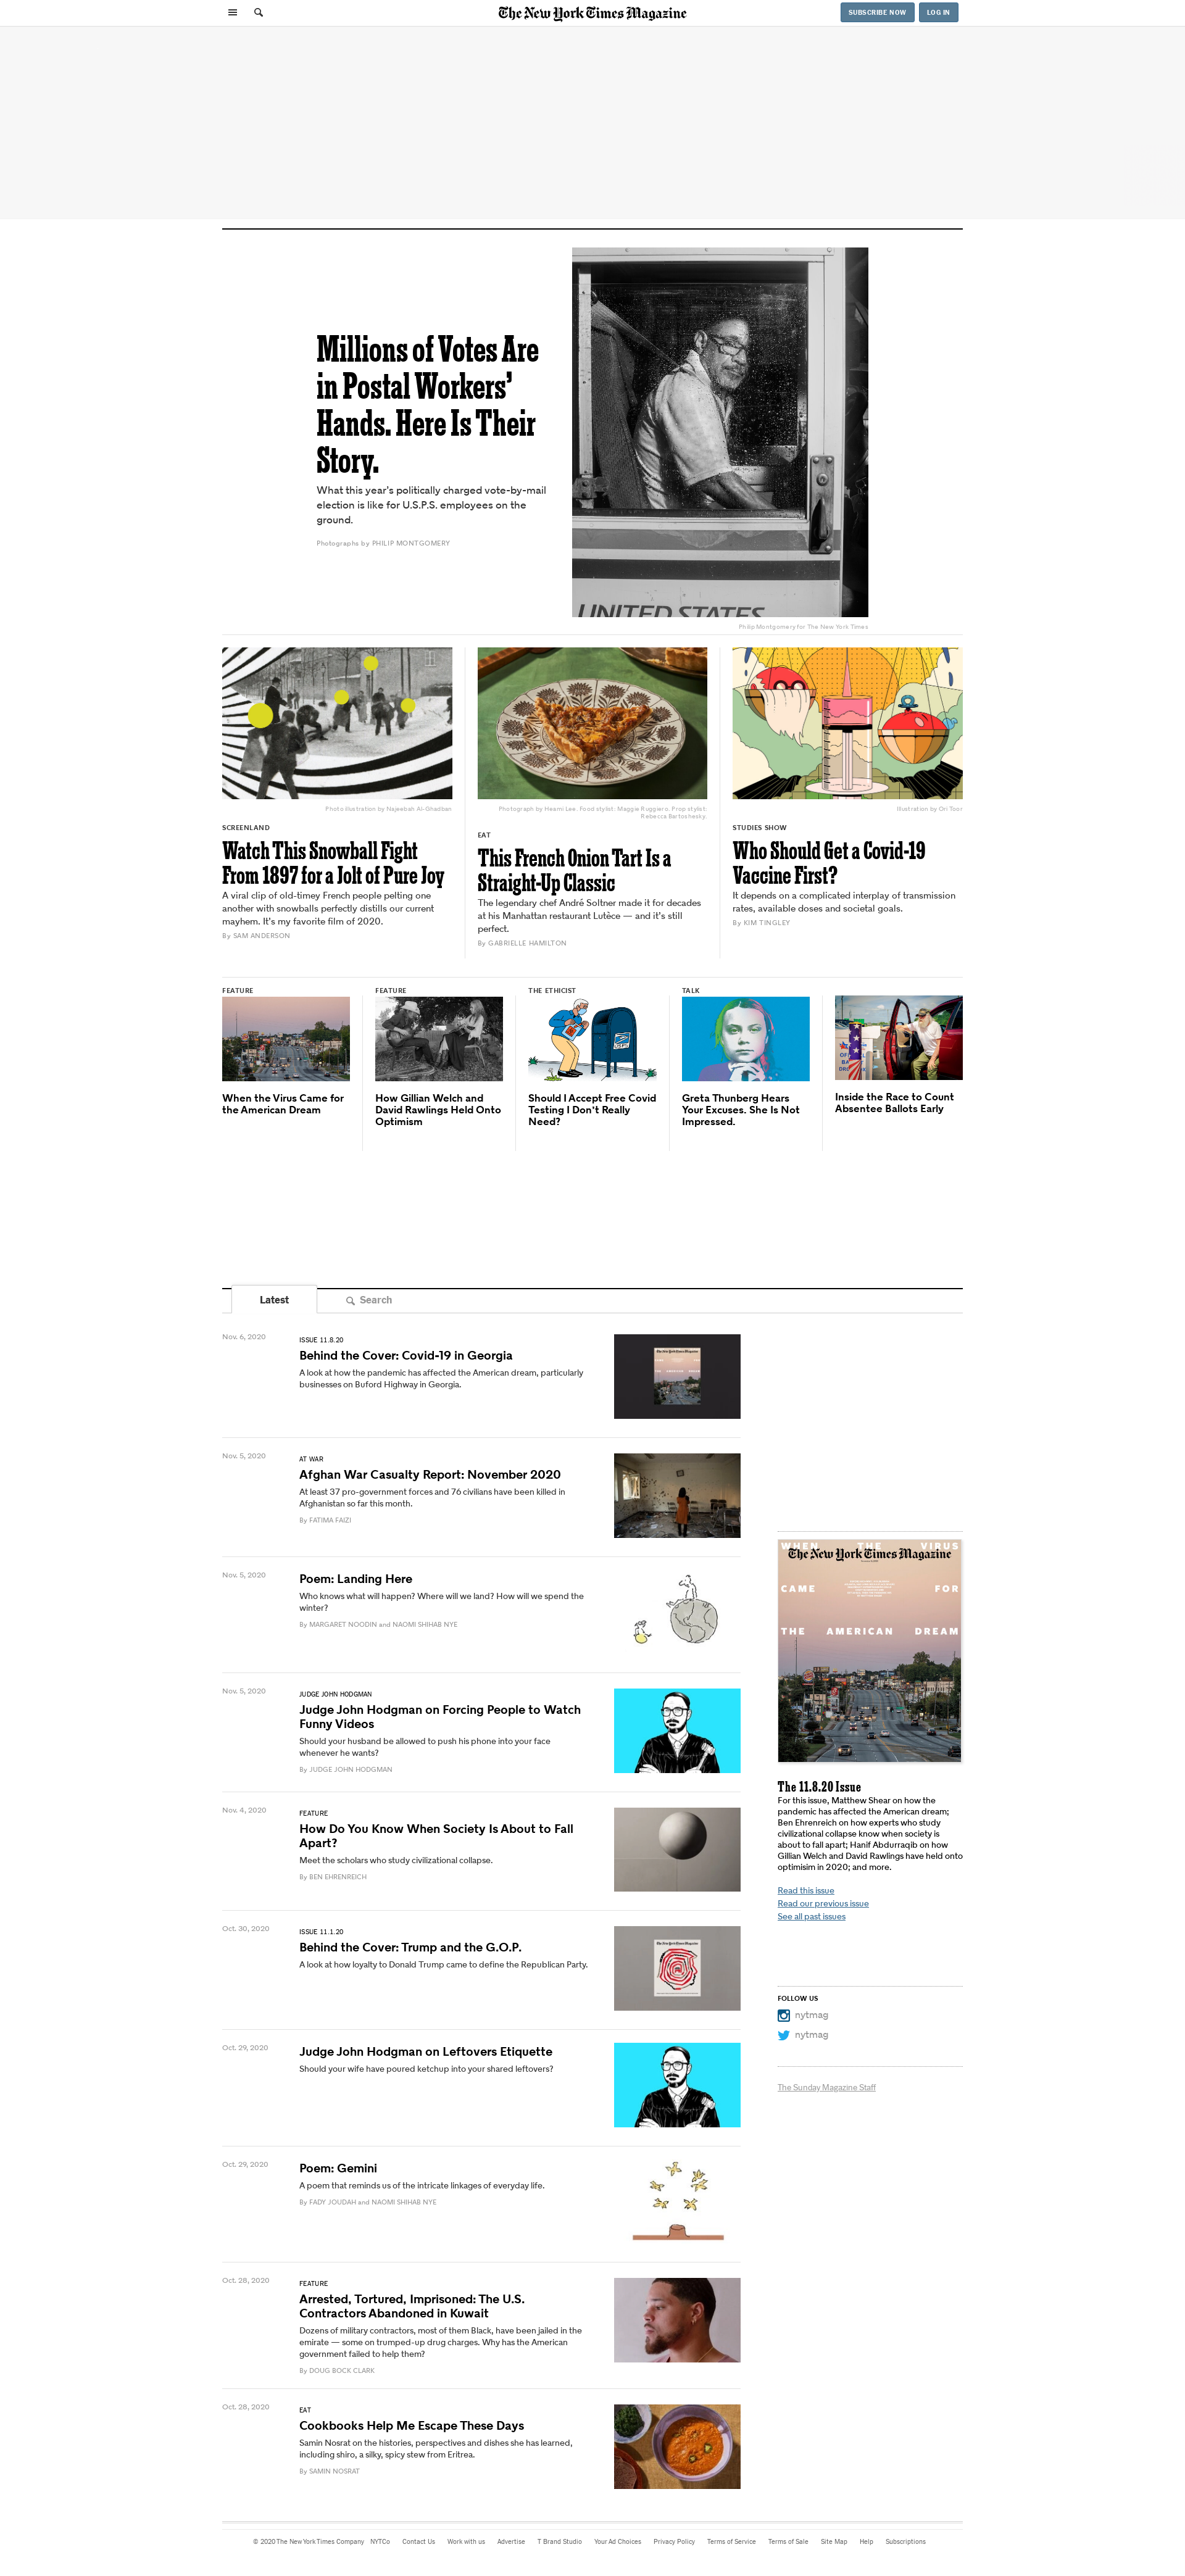 The New York Times Magazine
SUBSCRIBE NOW
LOG IN
Millions of Votes Are
in Postal Workers'
Hands. Here Is Their
Story.
What this year's politically charged vote-by-mail
election is like for U.S.P.S. employees on the
ground.
Photographs by PHILIP MONTGOMERY
UNITED STATES
Philip Montgomery for The New York Times
Photo illustration by Najeebah Al-Ghadban
SCREENLAND
Watch This Snowball Fight
From 1897 for a Jolt of Pure Joy
A viral clip of old-timey French people pelting one
another with snowballs perfectly distills our current
mayhem. It's my favorite film of 2020.
By SAM ANDERSON
Photograph by Heami Lee. Food stylist: Maggie Ruggiero. Prop stylist:
Rebecca Bartoshesky.
EAT
This French Onion Tart Is a
Straight-Up Classic
The legendary chef André Soltner made it for decades
at his Manhattan restaurant Lutèce — and it's still
perfect.
By GABRIELLE HAMILTON
Illustration by Ori Toor
STUDIES SHOW
Who Should Get a Covid-19
Vaccine First?
It depends on a complicated interplay of transmission
rates, available doses and societal goals.
By KIM TINGLEY
FEATURE
When the Virus Came for
the American Dream
FEATURE
How Gillian Welch and
David Rawlings Held Onto
Optimism
THE ETHICIST
Should I Accept Free Covid
Testing I Don't Really
Need?
TALK
Greta Thunberg Hears
Your Excuses. She Is Not
Impressed.
Inside the Race to Count
Absentee Ballots Early
Latest
Search
Nov. 6, 2020
ISSUE 11.8.20
Behind the Cover: Covid-19 in Georgia
A look at how the pandemic has affected the American dream, particularly
businesses on Buford Highway in Georgia.
Nov. 5, 2020
AT WAR
Afghan War Casualty Report: November 2020
At least 37 pro-government forces and 76 civilians have been killed in
Afghanistan so far this month.
By FATIMA FAIZI
Nov. 5, 2020
Poem: Landing Here
Who knows what will happen? Where will we land? How will we spend the
winter?
By MARGARET NOODIN and NAOMI SHIHAB NYE
Nov. 5, 2020
JUDGE JOHN HODGMAN
Judge John Hodgman on Forcing People to Watch
Funny Videos
Should your husband be allowed to push his phone into your face
whenever he wants?
By JUDGE JOHN HODGMAN
Nov. 4, 2020
FEATURE
How Do You Know When Society Is About to Fall
Apart?
Meet the scholars who study civilizational collapse.
By BEN EHRENREICH
Oct. 30, 2020
ISSUE 11.1.20
Behind the Cover: Trump and the G.O.P.
A look at how loyalty to Donald Trump came to define the Republican Party.
Oct. 29, 2020
Judge John Hodgman on Leftovers Etiquette
Should your wife have poured ketchup into your shared leftovers?
Oct. 29, 2020
Poem: Gemini
A poem that reminds us of the intricate linkages of everyday life.
By FADY JOUDAH and NAOMI SHIHAB NYE
Oct. 28, 2020
FEATURE
Arrested, Tortured, Imprisoned: The U.S.
Contractors Abandoned in Kuwait
Dozens of military contractors, most of them Black, have been jailed in the
emirate — some on trumped-up drug charges. Why has the American
government failed to help them?
By DOUG BOCK CLARK
Oct. 28, 2020
EAT
Cookbooks Help Me Escape These Days
Samin Nosrat on the histories, perspectives and dishes she has learned,
including shiro, a silky, spicy stew from Eritrea.
By SAMIN NOSRAT
WHEN THE VIRUS
The New York Times Magazine
CAME FOR
THE AMERICAN DREAM
The 11.8.20 Issue
For this issue, Matthew Shear on how the
pandemic has affected the American dream;
Ben Ehrenreich on how experts who study
civilizational collapse know when society is
about to fall apart; Hanif Abdurraqib on how
Gillian Welch and David Rawlings have held onto
optimisim in 2020; and more.
Read this issue
Read our previous issue
See all past issues
FOLLOW US
nytmag
nytmag
The Sunday Magazine Staff
© 2020 The New York Times Company NYTCo Contact Us Work with us Advertise T Brand Studio Your Ad Choices Privacy Policy Terms of Service Terms of Sale Site Map Help Subscriptions